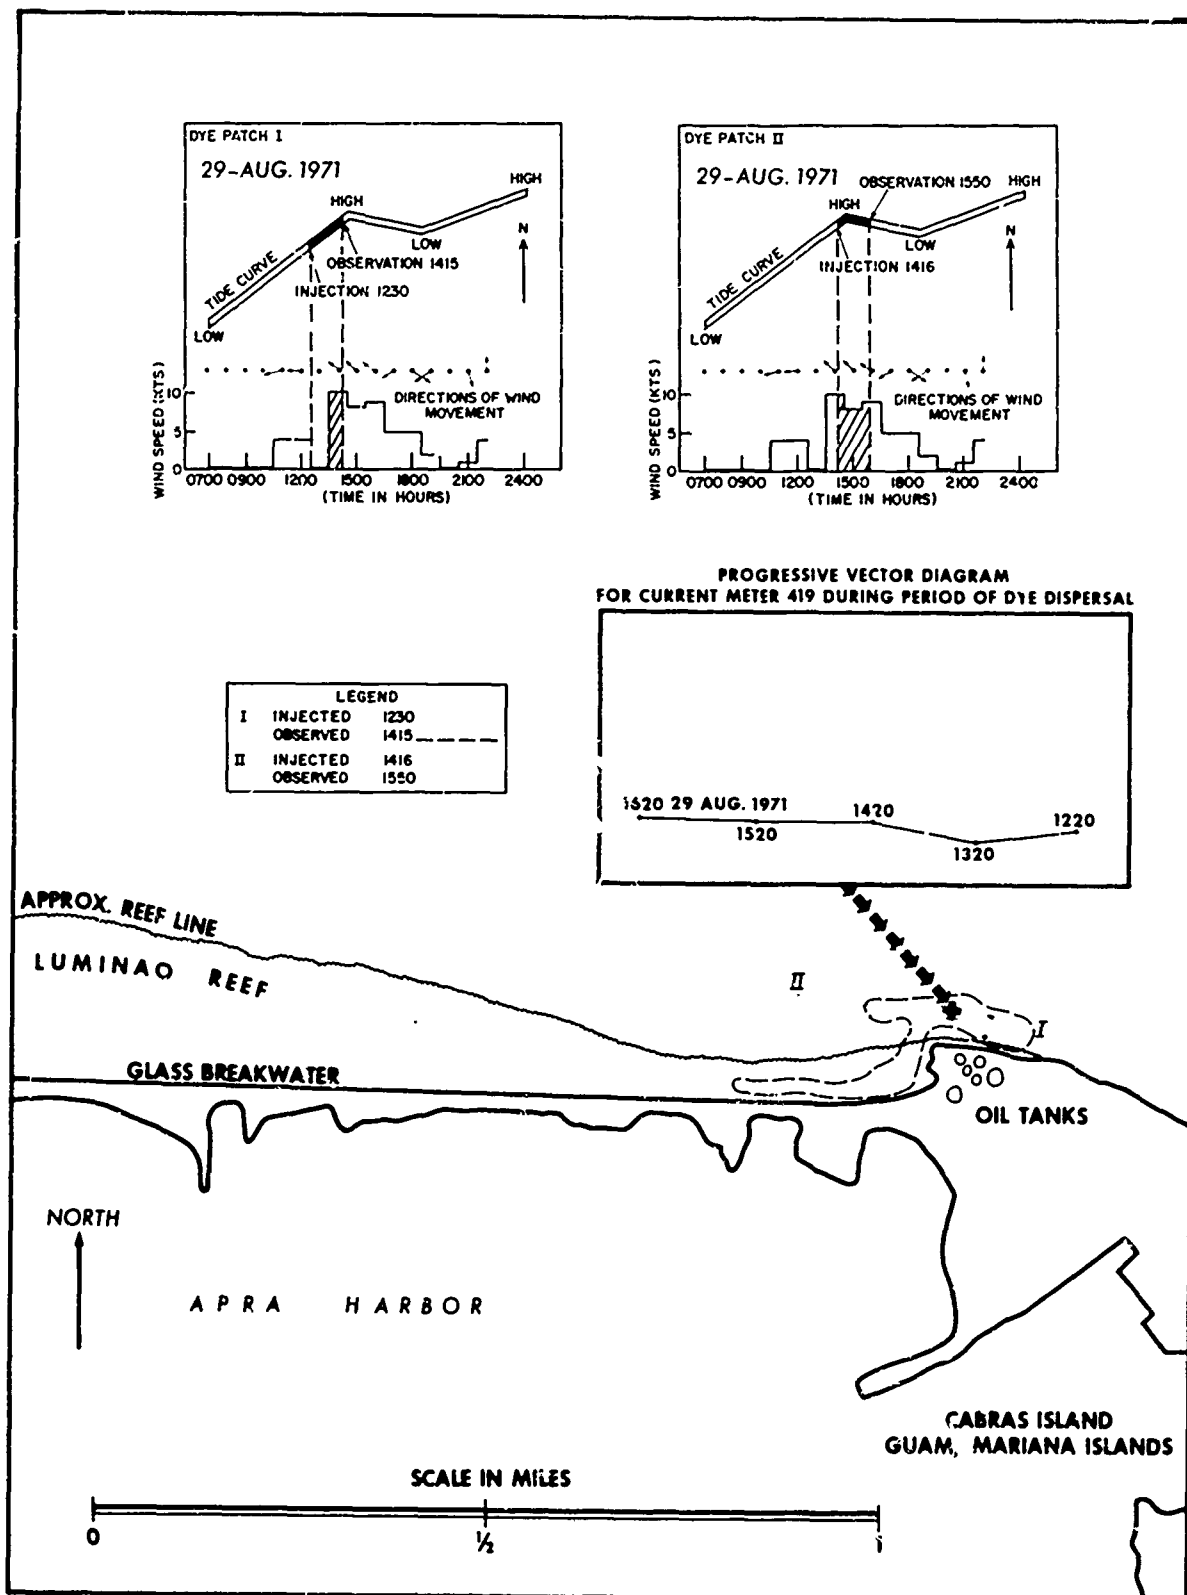 DYE PATCH I
29-AUG. 1971
HIGH
HIGH
LOW
N
OBSERVATION 1415
INJECTION 1230
TIDE CURVE
LOW
DIRECTIONS OF WIND
MOVEMENT
WIND SPEED (KTS)
10
5
0
0700 0900 1200 1500 1800 2100 2400
(TIME IN HOURS)
DYE PATCH II
29-AUG. 1971
OBSERVATION 1550
HIGH
HIGH
LOW
N
INJECTION 1416
TIDE CURVE
LOW
DIRECTIONS OF WIND
MOVEMENT
WIND SPEED (KTS)
10
5
0
0700 0900 1200 1500 1800 2100 2400
(TIME IN HOURS)
PROGRESSIVE VECTOR DIAGRAM
FOR CURRENT METER 419 DURING PERIOD OF DYE DISPERSAL
1620 29 AUG. 1971
1520
1420
1320
1220
LEGEND
I INJECTED 1230
OBSERVED 1415
II INJECTED 1416
OBSERVED 1550
APPROX. REEF LINE
LUMINAO REEF
II
I
GLASS BREAKWATER
OIL TANKS
NORTH
APRA HARBOR
CABRAS ISLAND
GUAM, MARIANA ISLANDS
SCALE IN MILES
0 1/2 1